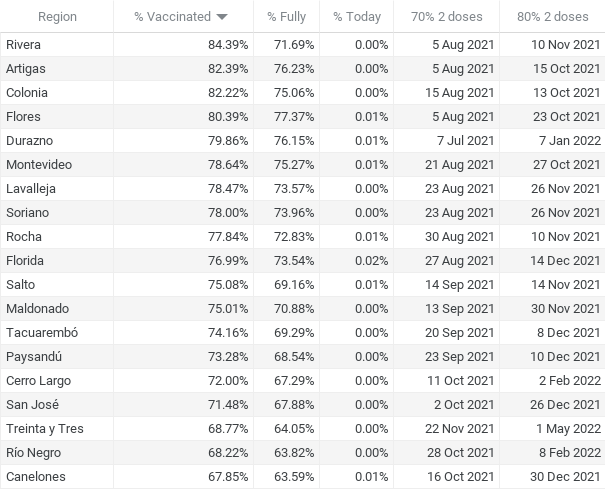 Region % Vaccinated % Fully % Today 70% 2 doses 80% 2 doses
Rivera 84.39% 71.69% 0.00% 5 Aug 2021 10 Nov 2021
Artigas 82.39% 76.23% 0.00% 5 Aug 2021 15 Oct 2021
Colonia 82.22% 75.06% 0.00% 15 Aug 2021 13 Oct 2021
Flores 80.39% 77.37% 0.01% 5 Aug 2021 23 Oct 2021
Durazno 79.86% 76.15% 0.01% 7 Jul 2021 7 Jan 2022
Montevideo 78.64% 75.27% 0.01% 21 Aug 2021 27 Oct 2021
Lavalleja 78.47% 73.57% 0.00% 23 Aug 2021 26 Nov 2021
Soriano 78.00% 73.96% 0.00% 23 Aug 2021 26 Nov 2021
Rocha 77.84% 72.83% 0.01% 30 Aug 2021 10 Nov 2021
Florida 76.99% 73.54% 0.02% 27 Aug 2021 14 Dec 2021
Salto 75.08% 69.16% 0.01% 14 Sep 2021 14 Nov 2021
Maldonado 75.01% 70.88% 0.00% 13 Sep 2021 30 Nov 2021
Tacuarembó 74.16% 69.29% 0.00% 20 Sep 2021 8 Dec 2021
Paysandú 73.28% 68.54% 0.00% 23 Sep 2021 10 Dec 2021
Cerro Largo 72.00% 67.29% 0.00% 11 Oct 2021 2 Feb 2022
San José 71.48% 67.88% 0.00% 2 Oct 2021 26 Dec 2021
Treinta y Tres 68.77% 64.05% 0.00% 22 Nov 2021 1 May 2022
Río Negro 68.22% 63.82% 0.00% 28 Oct 2021 8 Feb 2022
Canelones 67.85% 63.59% 0.01% 16 Oct 2021 30 Dec 2021